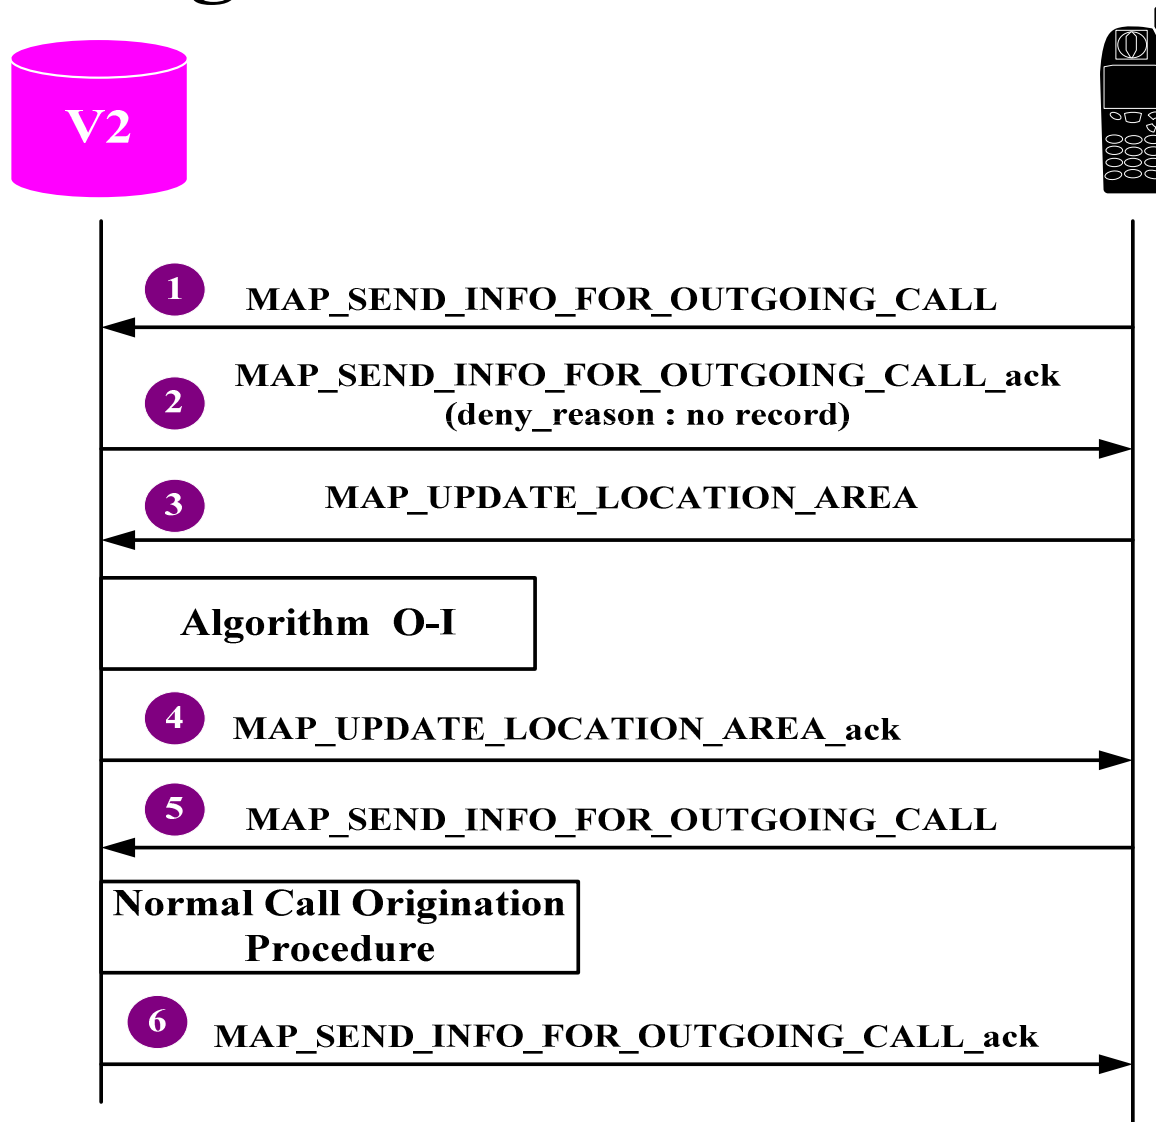 V2
1
MAP_SEND_INFO_FOR_OUTGOING_CALL
MAP_SEND_INFO_FOR_OUTGOING_CALL_ack
2
(deny_reason : no record)
3
MAP_UPDATE_LOCATION_AREA
Algorithm O-I
4
MAP_UPDATE_LOCATION_AREA_ack
5
MAP_SEND_INFO_FOR_OUTGOING_CALL
Normal Call Origination
Procedure
6
MAP_SEND_INFO_FOR_OUTGOING_CALL_ack